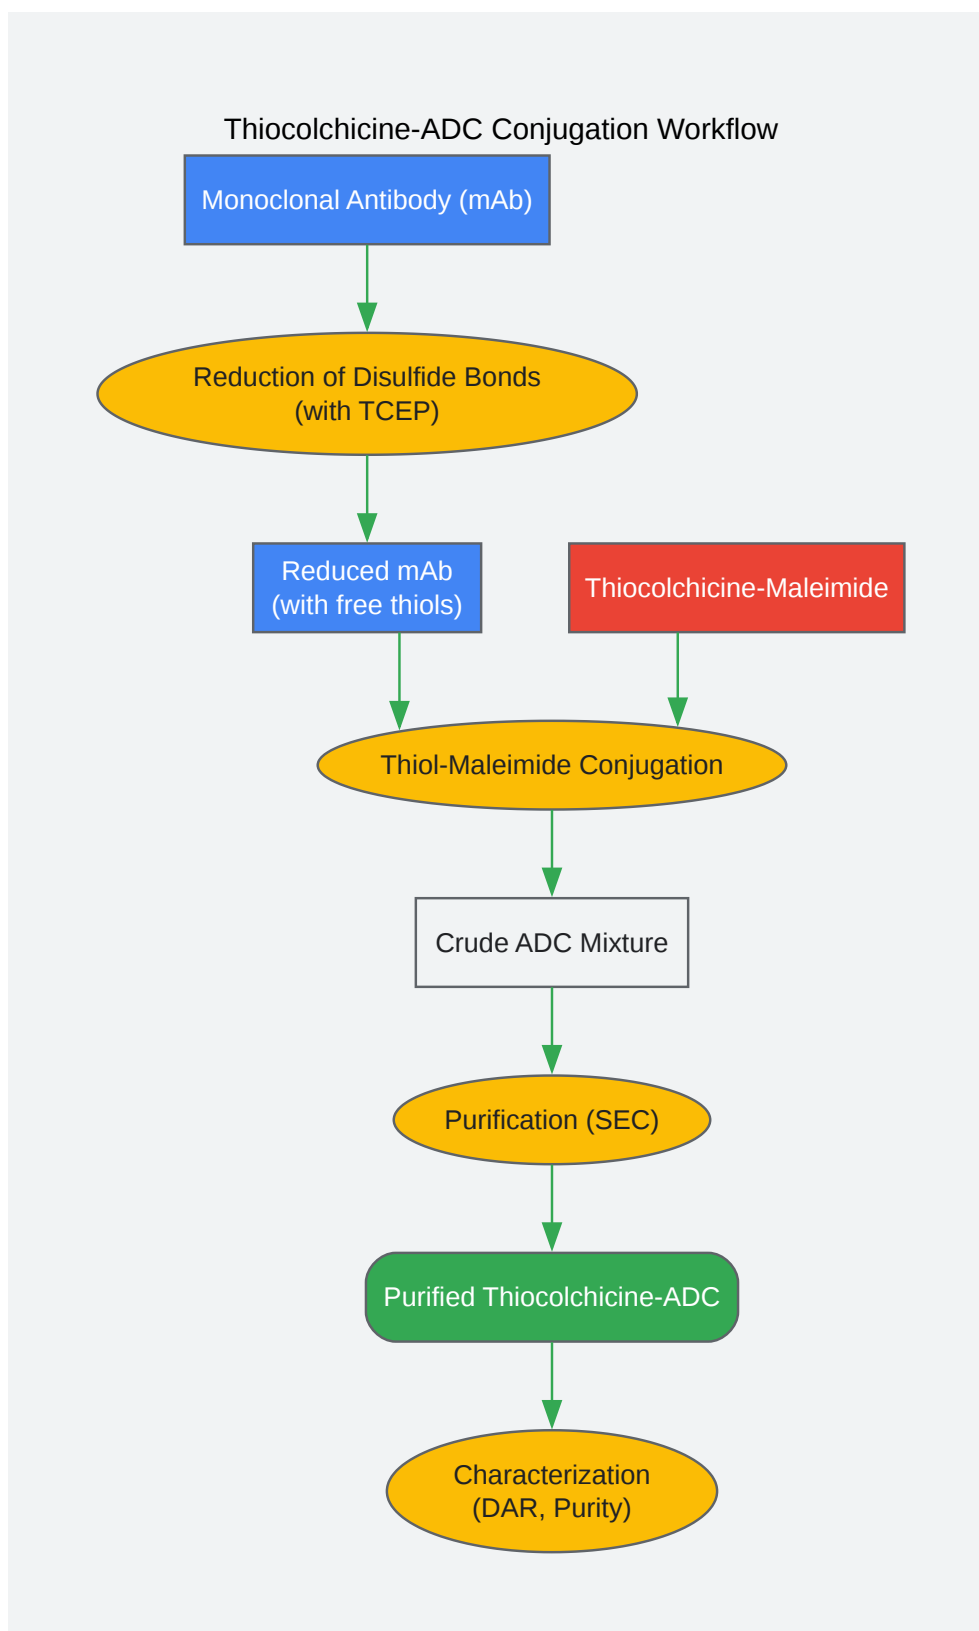 Thiocolchicine-ADC Conjugation Workflow
Monoclonal Antibody (mAb)
Reduction of Disulfide Bonds
(with TCEP)
Reduced mAb
(with free thiols)
Thiocolchicine-Maleimide
Thiol-Maleimide Conjugation
Crude ADC Mixture
Purification (SEC)
Purified Thiocolchicine-ADC
Characterization
(DAR, Purity)